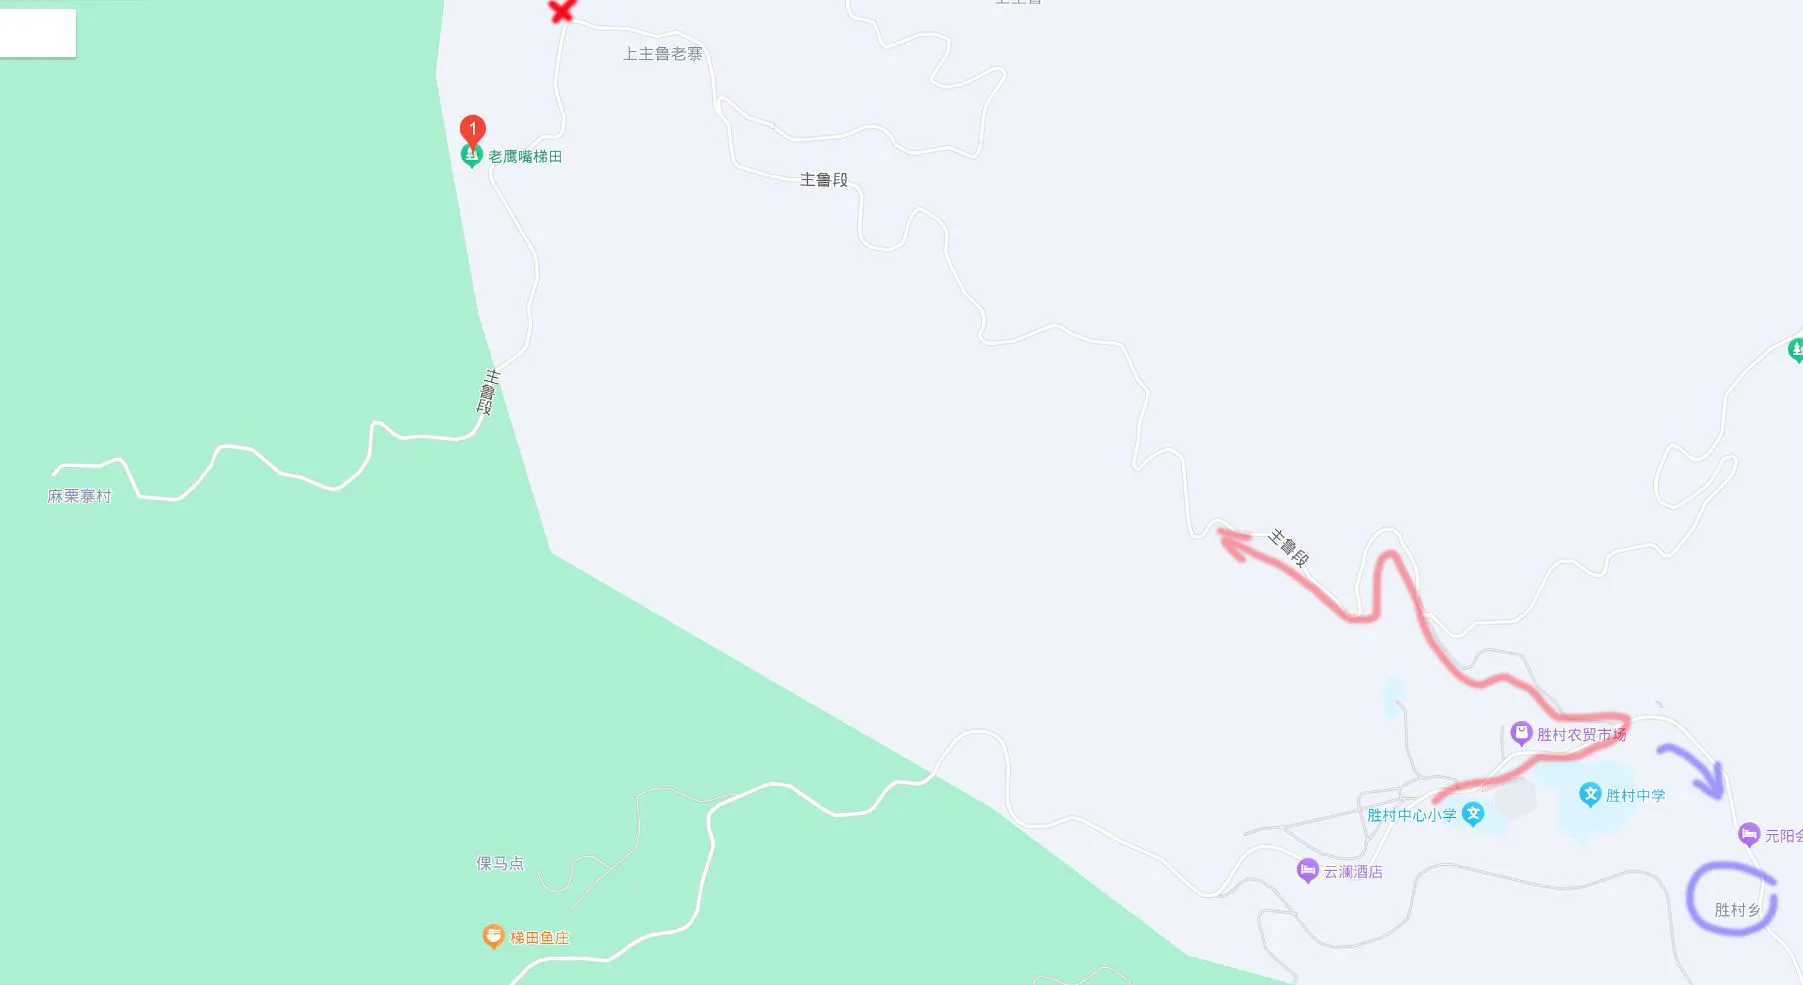 上主鲁老寨
1
老鹰嘴梯田
主鲁段
主鲁段
麻栗寨村
主鲁段
胜村农贸市场
胜村中学
胜村中心小学
元阳会
云澜酒店
倮马点
胜村乡
梯田鱼庄